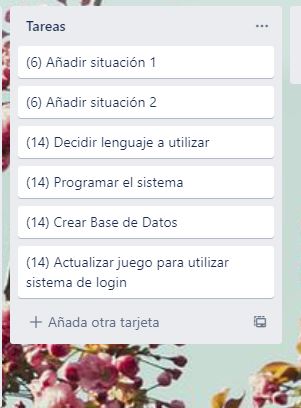 Tareas
(6) Añadir situación 1
(6) Añadir situación 2
(14) Decidir lenguaje a utilizar
(14) Programar el sistema
(14) Crear Base de Datos
(14) Actualizar juego para utilizar
sistema de login
+ Añada otra tarjeta